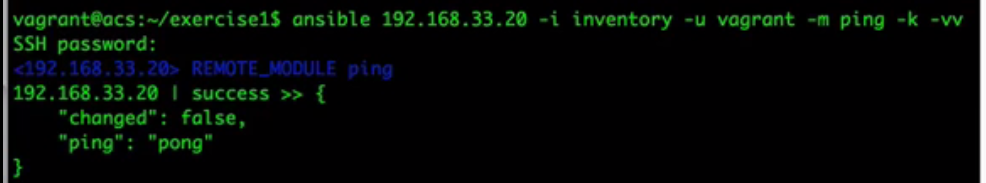 vagrant@acs:~/exercise1$ ansible 192.168.33.20 -i inventory -u vagrant -m ping -k -vv
SSH password:
<192.168.33.20> REMOTE_MODULE ping
192.168.33.20 | success >> {
    "changed": false,
    "ping": "pong"
}